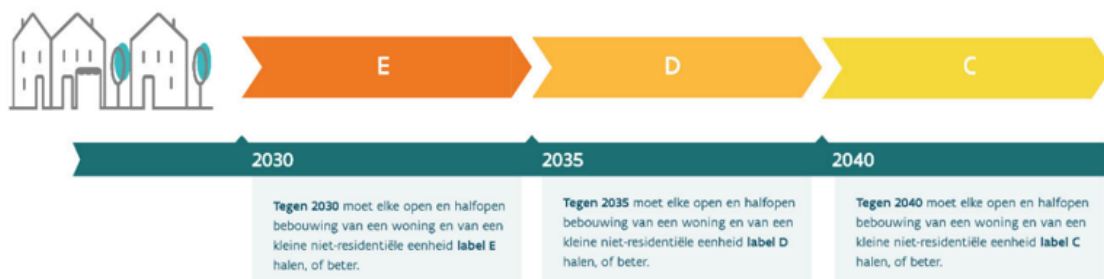 E
D
C
2030
2035
2040
Tegen 2030 moet elke open en halfopen
bebouwing van een woning en van een
kleine niet-residentiële eenheid label E
halen, of beter.
Tegen 2035 moet elke open en halfopen
bebouwing van een woning en van een
kleine niet-residentiële eenheid label D
halen, of beter.
Tegen 2040 moet elke open en halfopen
bebouwing van een woning en van een
kleine niet-residentiële eenheid label C
halen, of beter.